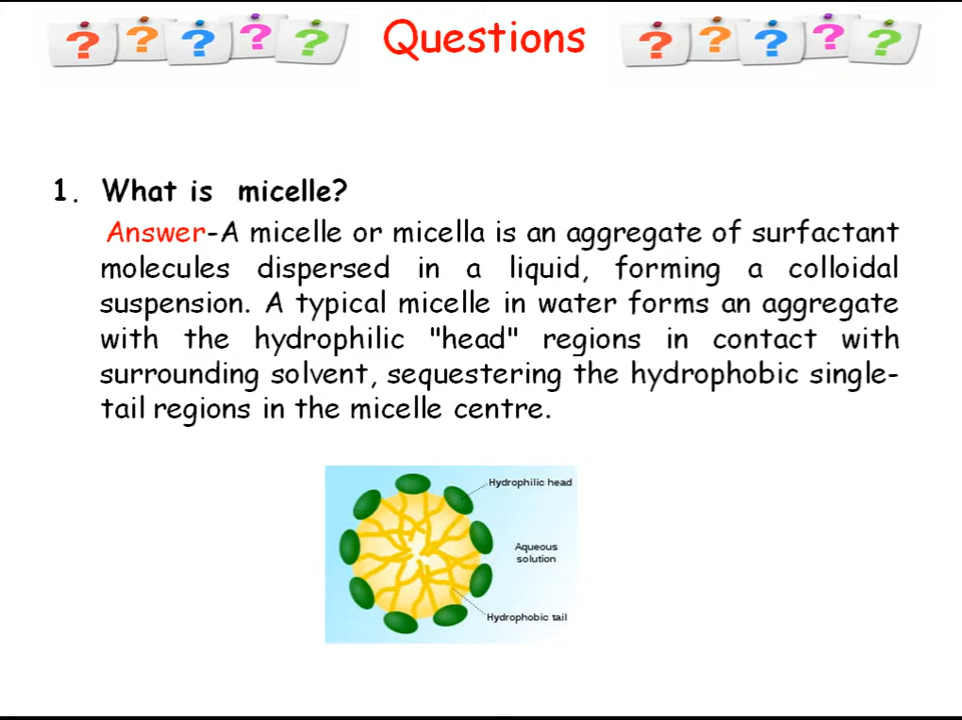 ? ? ? ? ? Questions ? ? ? ? ?
1. What is micelle?
Answer-A micelle or micella is an aggregate of surfactant
molecules dispersed in a liquid, forming a colloidal
suspension. A typical micelle in water forms an aggregate
with the hydrophilic "head" regions in contact with
surrounding solvent, sequestering the hydrophobic single-
tail regions in the micelle centre.
Hydrophilic head
Aqueous
solution
Hydrophobic tail